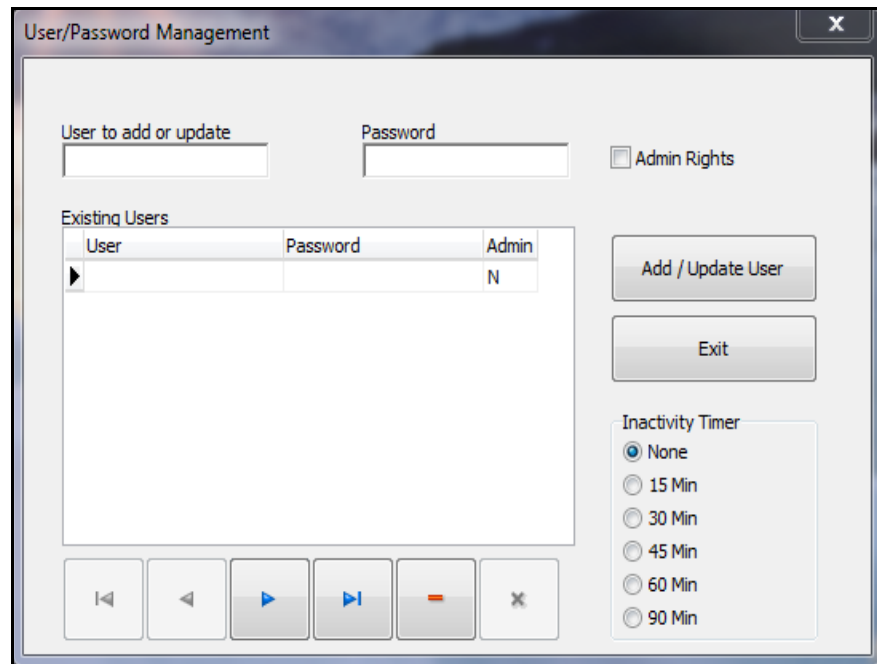 User/Password Management
X
User to add or update
Password
Admin Rights
Existing Users
User Password Admin
N
Add / Update User
Exit
Inactivity Timer
None
15 Min
30 Min
45 Min
60 Min
90 Min